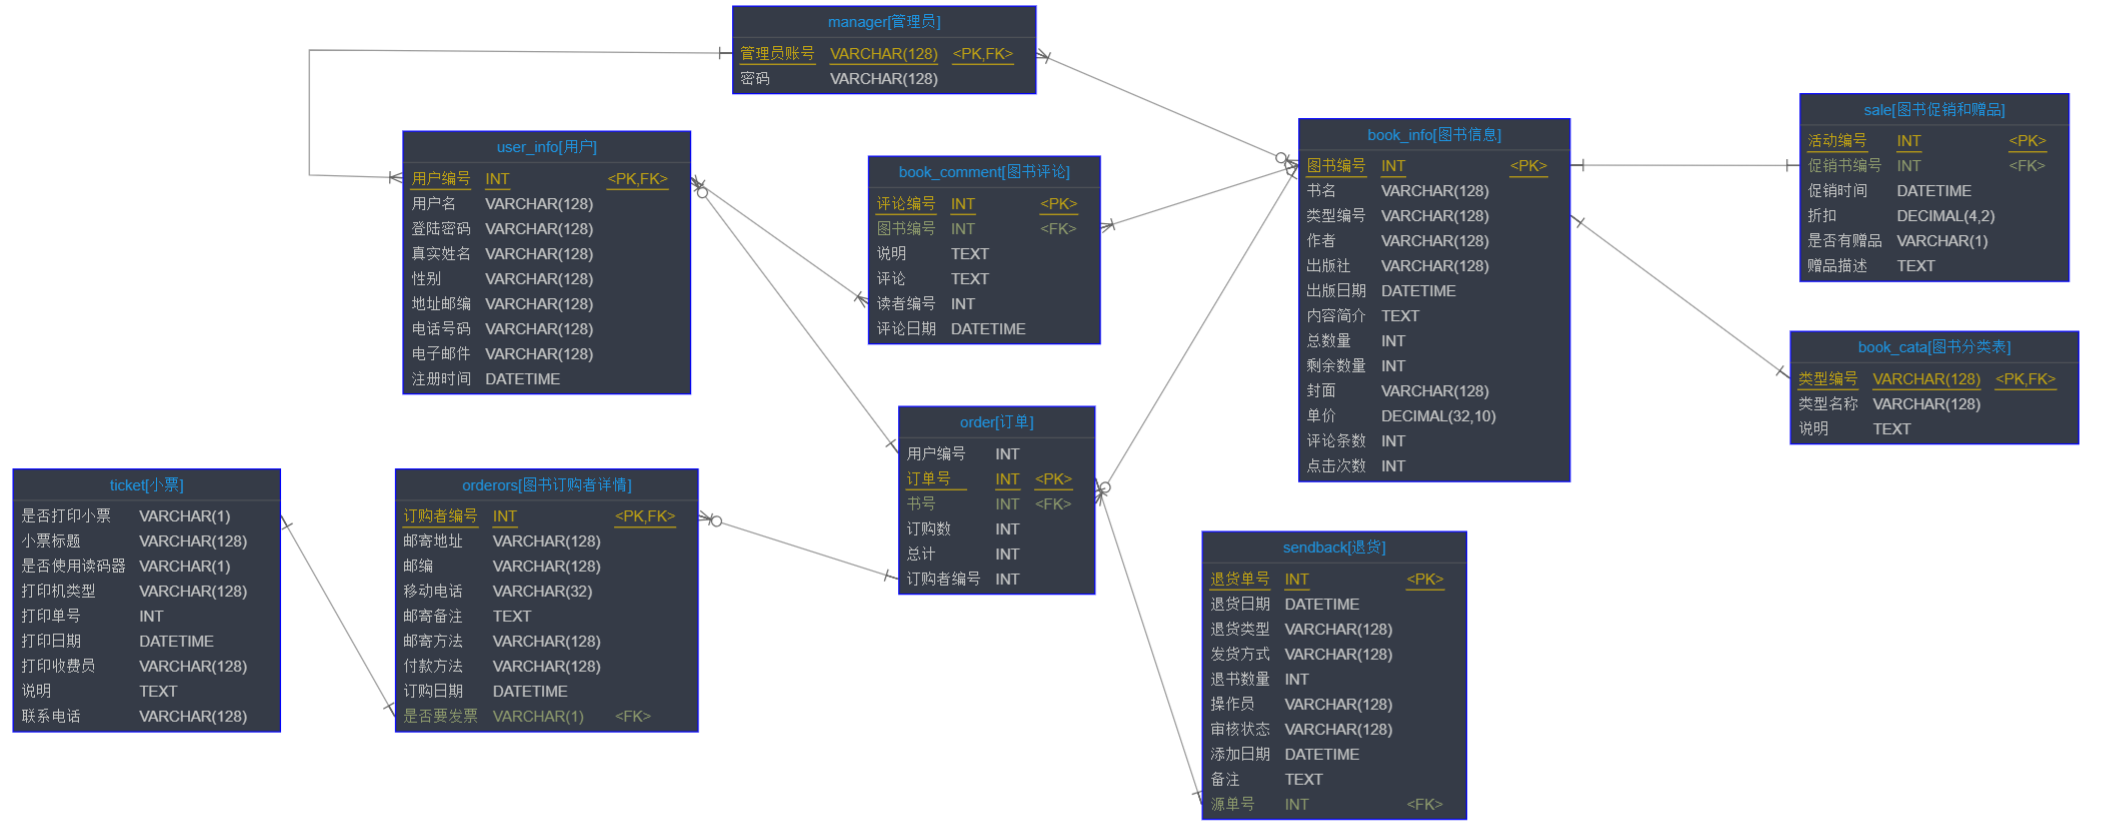 manager[管理员]
管理员账号 VARCHAR(128) <PK,FK>
密码 VARCHAR(128)
user_info[用户]
用户编号 INT <PK,FK>
用户名 VARCHAR(128)
登陆密码 VARCHAR(128)
真实姓名 VARCHAR(128)
性别 VARCHAR(128)
地址邮编 VARCHAR(128)
电话号码 VARCHAR(128)
电子邮件 VARCHAR(128)
注册时间 DATETIME
book_comment[图书评论]
评论编号 INT <PK>
图书编号 INT <FK>
说明 TEXT
评论 TEXT
读者编号 INT
评论日期 DATETIME
book_info[图书信息]
图书编号 INT <PK>
书名 VARCHAR(128)
类型编号 VARCHAR(128)
作者 VARCHAR(128)
出版社 VARCHAR(128)
出版日期 DATETIME
内容简介 TEXT
总数量 INT
剩余数量 INT
封面 VARCHAR(128)
单价 DECIMAL(32,10)
评论条数 INT
点击次数 INT
sale[图书促销和赠品]
活动编号 INT <PK>
促销书编号 INT <FK>
促销时间 DATETIME
折扣 DECIMAL(4,2)
是否有赠品 VARCHAR(1)
赠品描述 TEXT
book_cata[图书分类表]
类型编号 VARCHAR(128) <PK,FK>
类型名称 VARCHAR(128)
说明 TEXT
ticket[小票]
是否打印小票 VARCHAR(1)
小票标题 VARCHAR(128)
是否使用读码器 VARCHAR(1)
打印机类型 VARCHAR(128)
打印单号 INT
打印日期 DATETIME
打印收费员 VARCHAR(128)
说明 TEXT
联系电话 VARCHAR(128)
orderors[图书订购者详情]
订购者编号 INT <PK,FK>
邮寄地址 VARCHAR(128)
邮编 VARCHAR(128)
移动电话 VARCHAR(32)
邮寄备注 TEXT
邮寄方法 VARCHAR(128)
付款方法 VARCHAR(128)
订购日期 DATETIME
是否要发票 VARCHAR(1) <FK>
order[订单]
用户编号 INT
订单号 INT <PK>
书号 INT <FK>
订购数 INT
总计 INT
订购者编号 INT
sendback[退货]
退货单号 INT <PK>
退货日期 DATETIME
退货类型 VARCHAR(128)
发货方式 VARCHAR(128)
退书数量 INT
操作员 VARCHAR(128)
审核状态 VARCHAR(128)
添加日期 DATETIME
备注 TEXT
源单号 INT <FK>